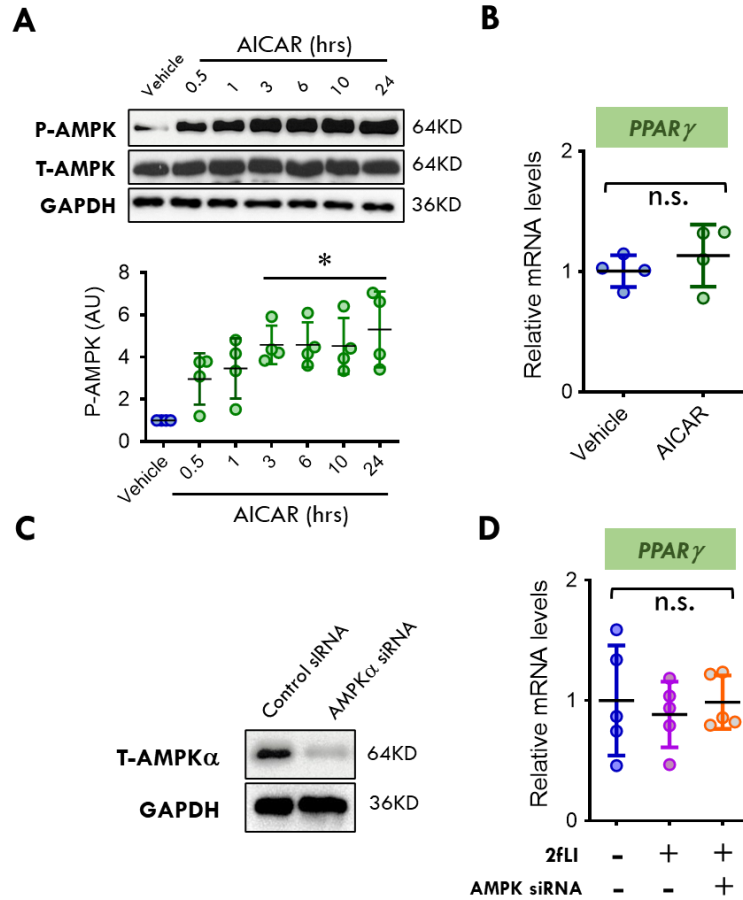 A
AICAR (hrs)
Vehicle 0.5 1 3 6 10 24
P-AMPK 64KD
T-AMPK 64KD
GAPDH 36KD
P-AMPK (AU)
8
6
4
2
0
*
Vehicle 0.5 1 3 6 10 24
AICAR (hrs)
B
PPARγ
Relative mRNA levels
2
1
0
n.s.
Vehicle AICAR
C
Control siRNA AMPKα siRNA
T-AMPKα 64KD
GAPDH 36KD
D
PPARγ
Relative mRNA levels
2
1
0
n.s.
2fLI - + +
AMPK siRNA - - +